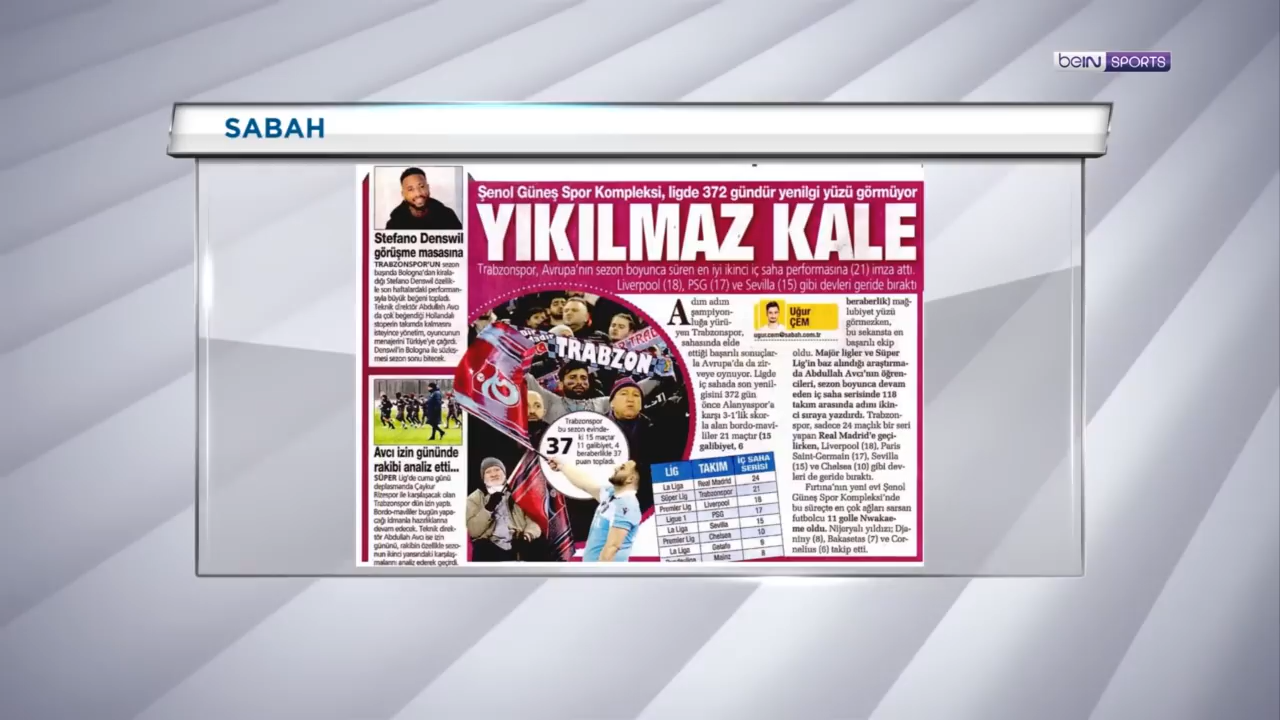 beIN SPORTS
SABAH
Stefano Denswil
görüşme masasına
TRABZONSPOR'UN sezon
başında Bologna'dan kirala-
dığı Stefano Denswil özellik-
le son haftalardaki performan-
sıyla büyük beğeni topladı.
Teknik direktör Abdullah Avcı
da çok beğendiği Hollandalı
stoperin takımda kalmasını
isteyince yönetim, oyuncunun
menajerini Türkiye'ye çağırdı.
Denswil'in Bologna ile sözleş-
mesi sezon sonu bitecek.
Avcı izin gününde
rakibi analiz etti...
SÜPER Lig'de cuma günü
deplasmanda Çaykur
Rizespor ile karşılaşacak olan
Trabzonspor dün izin yaptı.
Bordo-mavililer bugün yapa-
cağı idmanla hazırlıklarına
devam edecek. Teknik direk-
tör Abdullah Avcı ise izin
gününü, rakibin özellikle sezo-
nun ikinci yarısındaki karşılaş-
malarını analiz ederek geçirdi.
Şenol Güneş Spor Kompleksi, ligde 372 gündür yenilgi yüzü görmüyor
YIKILMAZ KALE
Trabzonspor, Avrupa'nın sezon boyunca süren en iyi ikinci iç saha performasına (21) imza attı.
Liverpool (18), PSG (17) ve Sevilla (15) gibi devleri geride bıraktı
TRABZON
Trabzonspor
bu sezon evinde-
ki 15 maçta
11 galibiyet, 4
beraberlikle 37
puan topladı.
37
Adım adım
şampiyon-
luğa yürü-
yen Trabzonspor,
sahasında elde
ettiği başarılı sonuçlar-
la Avrupa'da da zir-
veye oynuyor. Ligde
iç sahada son yenil-
gisini 372 gün
önce Alanyaspor'a
karşı 3-1'lik skor-
la alan bordo-mavi-
liler 21 maçtır (15
galibiyet, 6
Uğur
ÇEM
ugur.cem@sabah.com.tr
beraberlik) mağ-
lubiyet yüzü
görmezken,
bu sekansta en
başarılı ekip
oldu. Majör ligler ve Süper
Lig'in baz alındığı araştırma-
da Abdullah Avcı'nın öğren-
cileri, sezon boyunca devam
eden iç saha serisinde 118
takım arasında adını ikin-
ci sıraya yazdırdı. Trabzon-
spor, sadece 24 maçlık bir seri
yapan Real Madrid'e geçi-
lirken, Liverpool (18), Paris
Saint-Germain (17), Sevilla
(15) ve Chelsea (10) gibi dev-
leri de geride bıraktı.
Fırtına'nın yeni evi Şenol
Güneş Spor Kompleksi'nde
bu süreçte en çok ağları sarsan
futbolcu 11 golle Nwakae-
me oldu. Nijeryalı yıldızı; Dja-
niny (8), Bakasetas (7) ve Cor-
nelius (6) takip etti.
LİG TAKIM İÇ SAHA SERİSİ
La Liga Real Madrid 24
Süper Lig Trabzonspor 21
Premier Lig Liverpool 18
Ligue 1 PSG 17
La Liga Sevilla 15
Premier Lig Chelsea 10
La Liga Getafe 9
Mainz 8